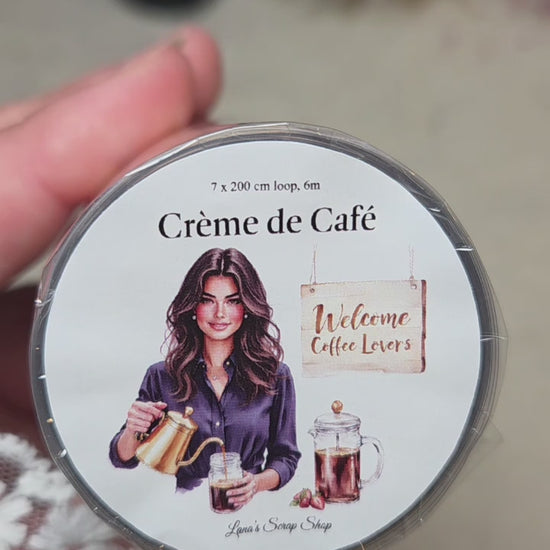 7 x 200 cm loop, 6m
Crème de Café
Welcome
Coffee Lovers
Lana's Scrap Shop